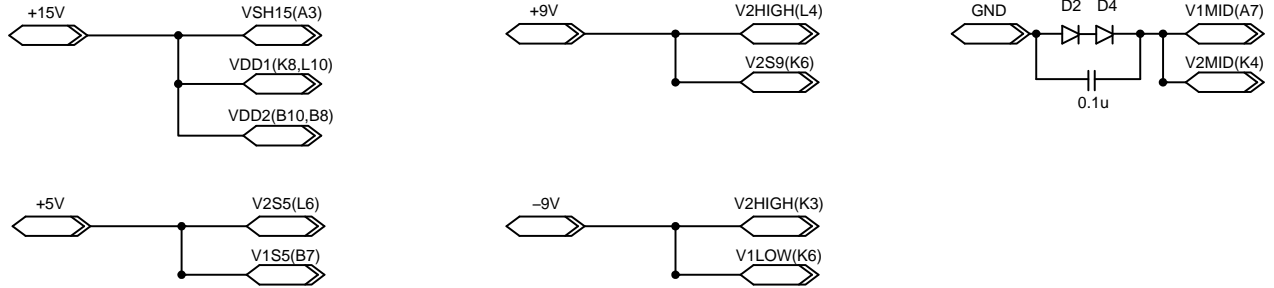 +15V
VSH15(A3)
VDD1(K8,L10)
VDD2(B10,B8)
+9V
V2HIGH(L4)
V2S9(K6)
GND
D2
D4
0.1u
V1MID(A7)
V2MID(K4)
+5V
V2S5(L6)
V1S5(B7)
–9V
V2HIGH(K3)
V1LOW(K6)